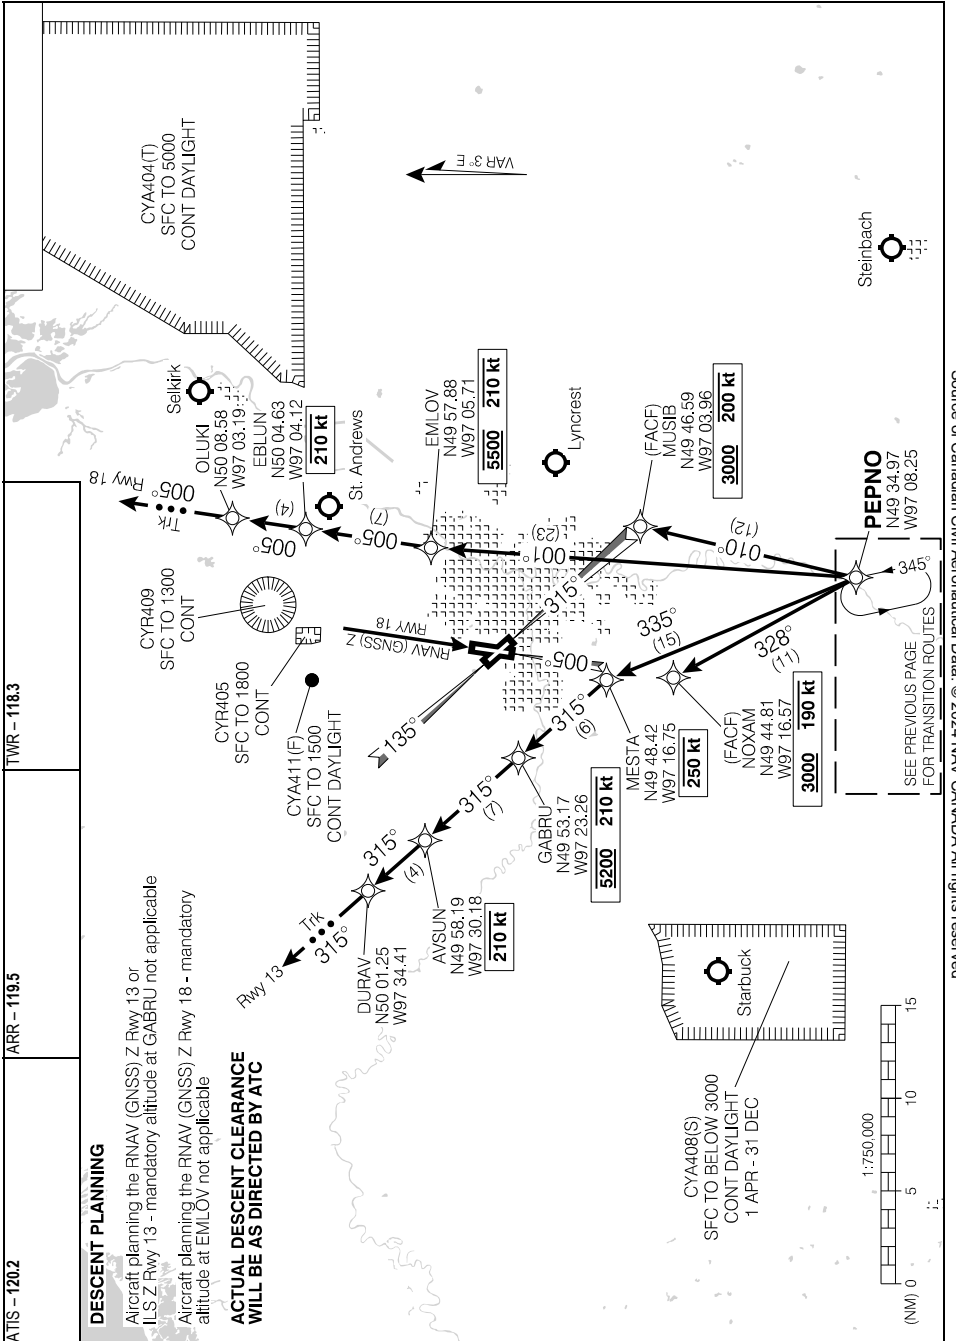 ATIS – 120.2
ARR – 119.5
TWR – 118.3
DESCENT PLANNING
Aircraft planning the RNAV (GNSS) Z Rwy 13 or
ILS Z Rwy 13 - mandatory altitude at GABRU not applicable
Aircraft planning the RNAV (GNSS) Z Rwy 18 - mandatory
altitude at EMLOV not applicable
ACTUAL DESCENT CLEARANCE
WILL BE AS DIRECTED BY ATC
CYA404(T)
SFC TO 5000
CONT DAYLIGHT
VAR 3° E
Selkirk
OLUKI
N50 08.58
W97 03.19
EBLUN
N50 04.63
W97 04.12
210 kt
St. Andrews
EMLOV
N49 57.88
W97 05.71
5500 210 kt
Lyncrest
Steinbach
(FACF)
MUSIB
N49 46.59
W97 03.96
3000 200 kt
PEPNO
N49 34.97
W97 08.25
345°
SEE PREVIOUS PAGE
FOR TRANSITION ROUTES
Rwy 18
005°
Trk
005°
(4)
005°
(7)
001°
(23)
010°
(12)
315°
335°
(15)
328°
(11)
005°
RNAV (GNSS) Z
RWY 18
135°
315°
(6)
315°
(7)
315°
(4)
Trk
315°
Rwy 13
CYR409
SFC TO 1300
CONT
CYR405
SFC TO 1800
CONT
CYA411(F)
SFC TO 1500
CONT DAYLIGHT
DURAV
N50 01.25
W97 34.41
AVSUN
N49 58.19
W97 30.18
210 kt
GABRU
N49 53.17
W97 23.26
5200 210 kt
MESTA
N49 48.42
W97 16.75
250 kt
(FACF)
NOXAM
N49 44.81
W97 16.57
3000 190 kt
Starbuck
CYA408(S)
SFC TO BELOW 3000
CONT DAYLIGHT
1 APR - 31 DEC
1:750,000
(NM) 0 5 10 15